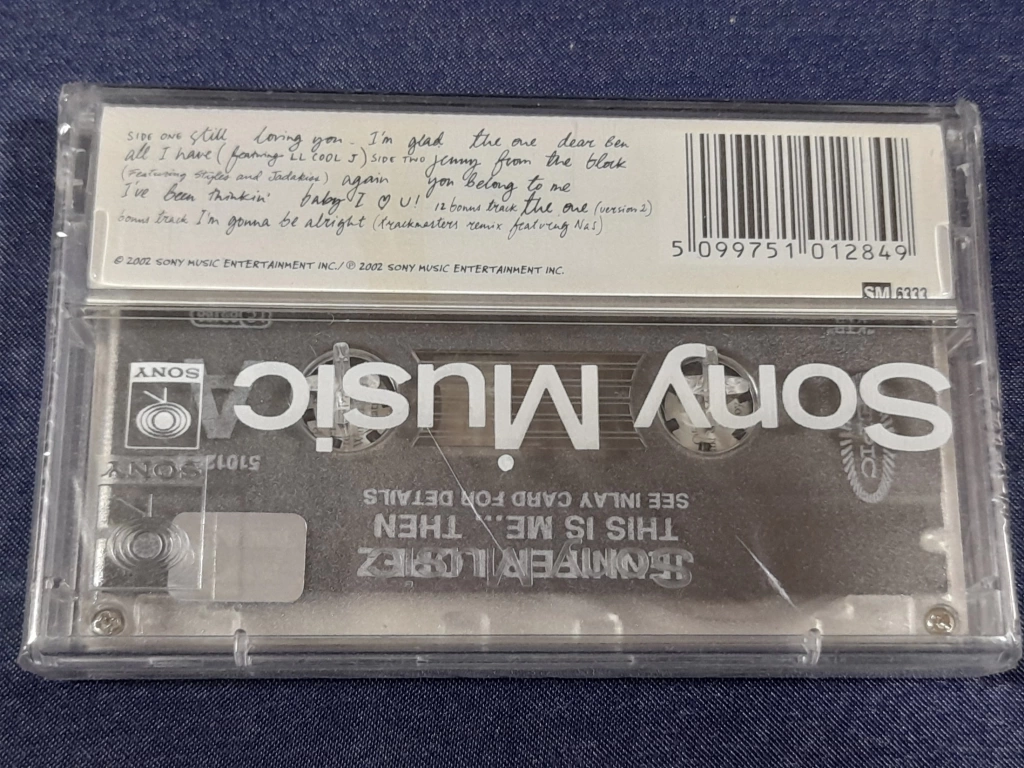 SIDE ONE still loving you I'm glad the one dear Ben
all I have (featuring LL COOL J) SIDE TWO jenny from the block
(Featuring Styles and Jadakiss) again you belong to me
I've been thinkin' baby I ♡ U! 12 bonus track the one (version 2)
bonus track I'm gonna be alright (trackmasters remix featuring Nas)
© 2002 SONY MUSIC ENTERTAINMENT INC./ ℗ 2002 SONY MUSIC ENTERTAINMENT INC.
5 099751 012849
SM 6333
Sony Music
SONY
SONY
51012
SEE INLAY CARD FOR DETAILS
THIS IS ME... THEN